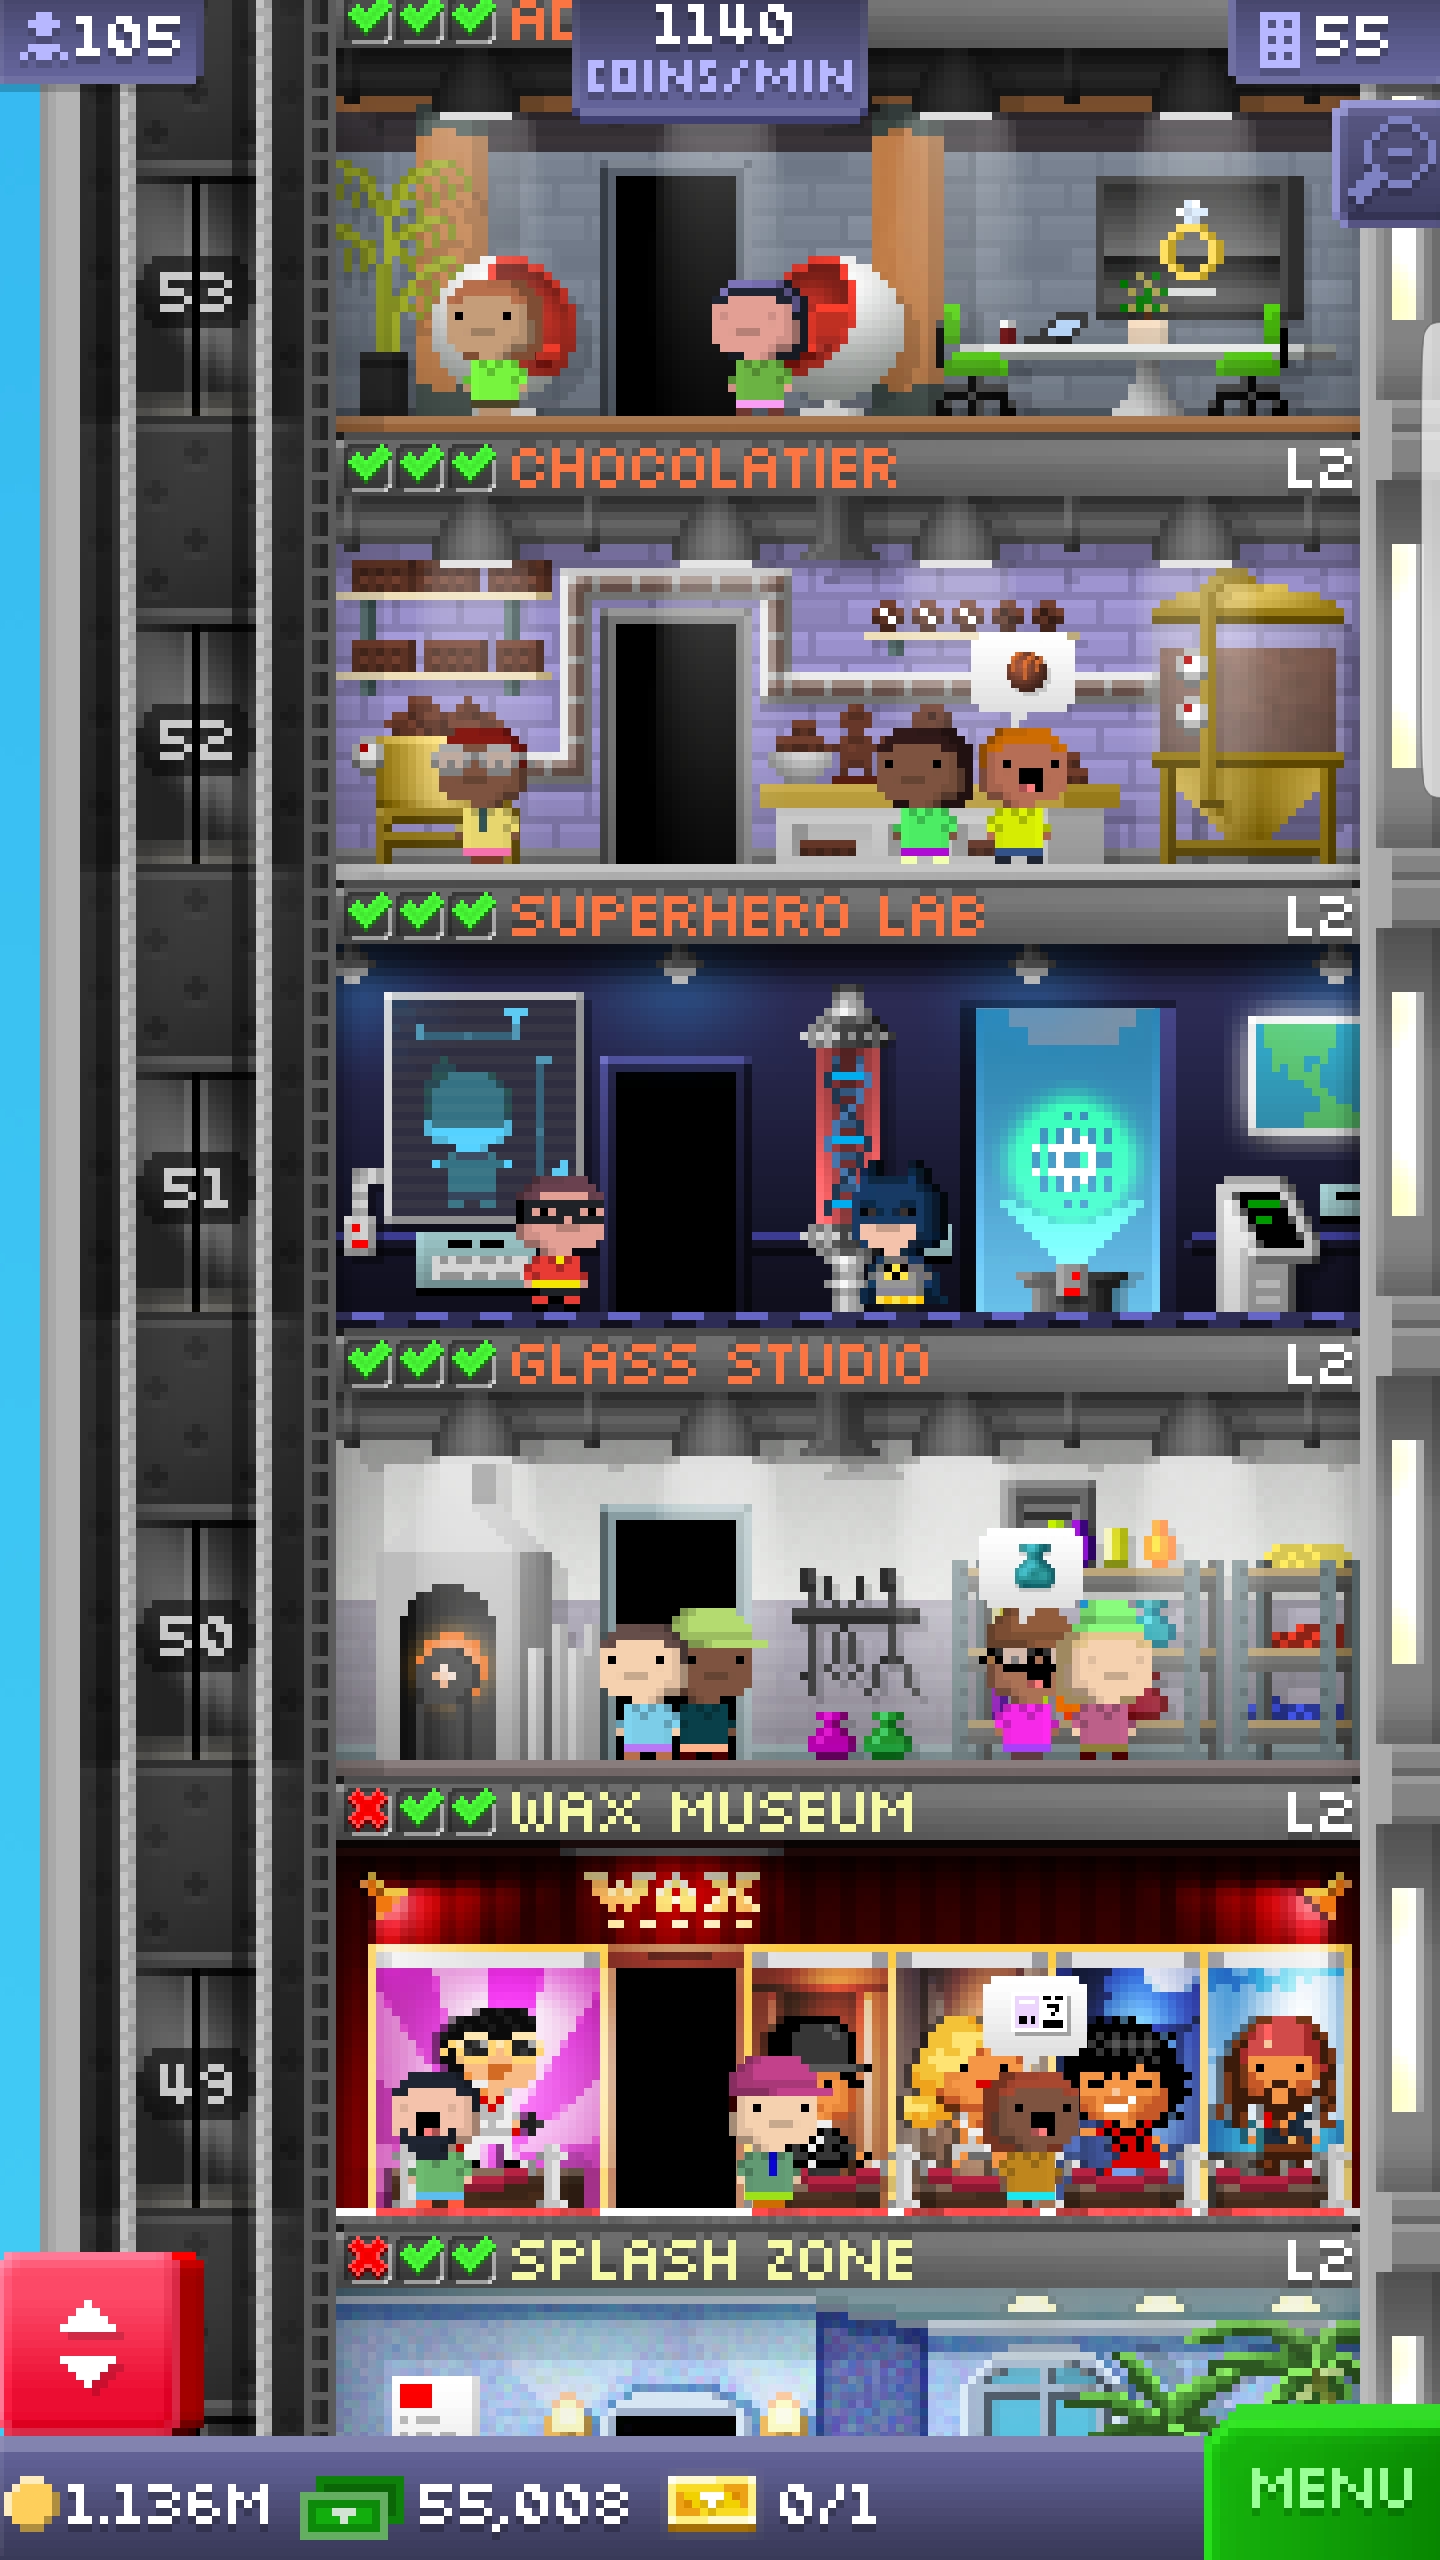 105
1140
COINS/MIN
55
53
CHOCOLATIER L2
52
SUPERHERO LAB L2
51
GLASS STUDIO L2
50
WAX MUSEUM L2
WAX
49
SPLASH ZONE L2
1.136M 55,008 0/1
MENU